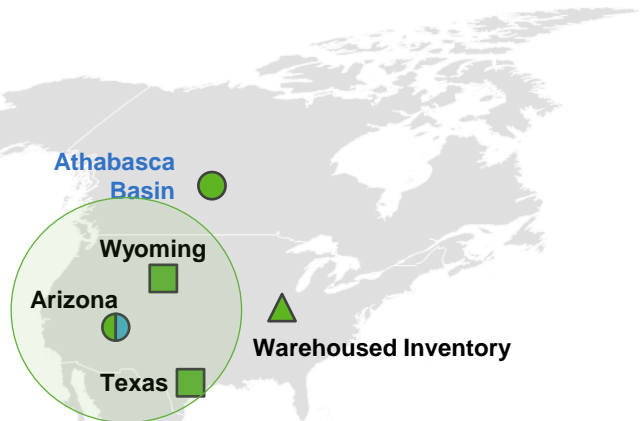 Athabasca
Basin
Wyoming
Arizona
Warehoused Inventory
Texas